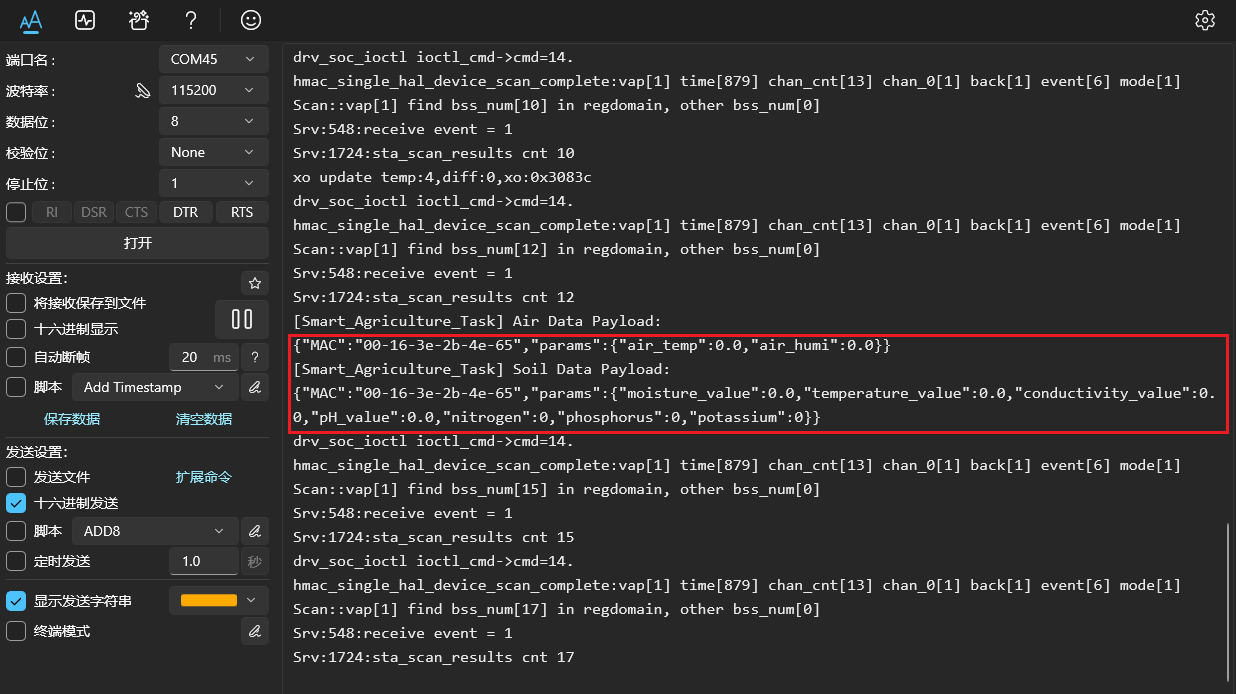 端口名:
COM45
波特率:
115200
数据位:
8
校验位:
None
停止位:
1
RI DSR CTS DTR RTS
打开
接收设置:
将接收保存到文件
十六进制显示
自动断帧 20 ms ?
脚本 Add Timestamp
保存数据 清空数据
发送设置:
发送文件 扩展命令
十六进制发送
脚本 ADD8
定时发送 1.0 秒
显示发送字符串
终端模式
drv_soc_ioctl ioctl_cmd->cmd=14.
hmac_single_hal_device_scan_complete:vap[1] time[879] chan_cnt[13] chan_0[1] back[1] event[6] mode[1]
Scan::vap[1] find bss_num[10] in regdomain, other bss_num[0]
Srv:548:receive event = 1
Srv:1724:sta_scan_results cnt 10
xo update temp:4,diff:0,xo:0x3083c
drv_soc_ioctl ioctl_cmd->cmd=14.
hmac_single_hal_device_scan_complete:vap[1] time[879] chan_cnt[13] chan_0[1] back[1] event[6] mode[1]
Scan::vap[1] find bss_num[12] in regdomain, other bss_num[0]
Srv:548:receive event = 1
Srv:1724:sta_scan_results cnt 12
[Smart_Agriculture_Task] Air Data Payload:
{"MAC":"00-16-3e-2b-4e-65","params":{"air_temp":0.0,"air_humi":0.0}}
[Smart_Agriculture_Task] Soil Data Payload:
{"MAC":"00-16-3e-2b-4e-65","params":{"moisture_value":0.0,"temperature_value":0.0,"conductivity_value":0.
0,"pH_value":0.0,"nitrogen":0,"phosphorus":0,"potassium":0}}
drv_soc_ioctl ioctl_cmd->cmd=14.
hmac_single_hal_device_scan_complete:vap[1] time[879] chan_cnt[13] chan_0[1] back[1] event[6] mode[1]
Scan::vap[1] find bss_num[15] in regdomain, other bss_num[0]
Srv:548:receive event = 1
Srv:1724:sta_scan_results cnt 15
drv_soc_ioctl ioctl_cmd->cmd=14.
hmac_single_hal_device_scan_complete:vap[1] time[879] chan_cnt[13] chan_0[1] back[1] event[6] mode[1]
Scan::vap[1] find bss_num[17] in regdomain, other bss_num[0]
Srv:548:receive event = 1
Srv:1724:sta_scan_results cnt 17